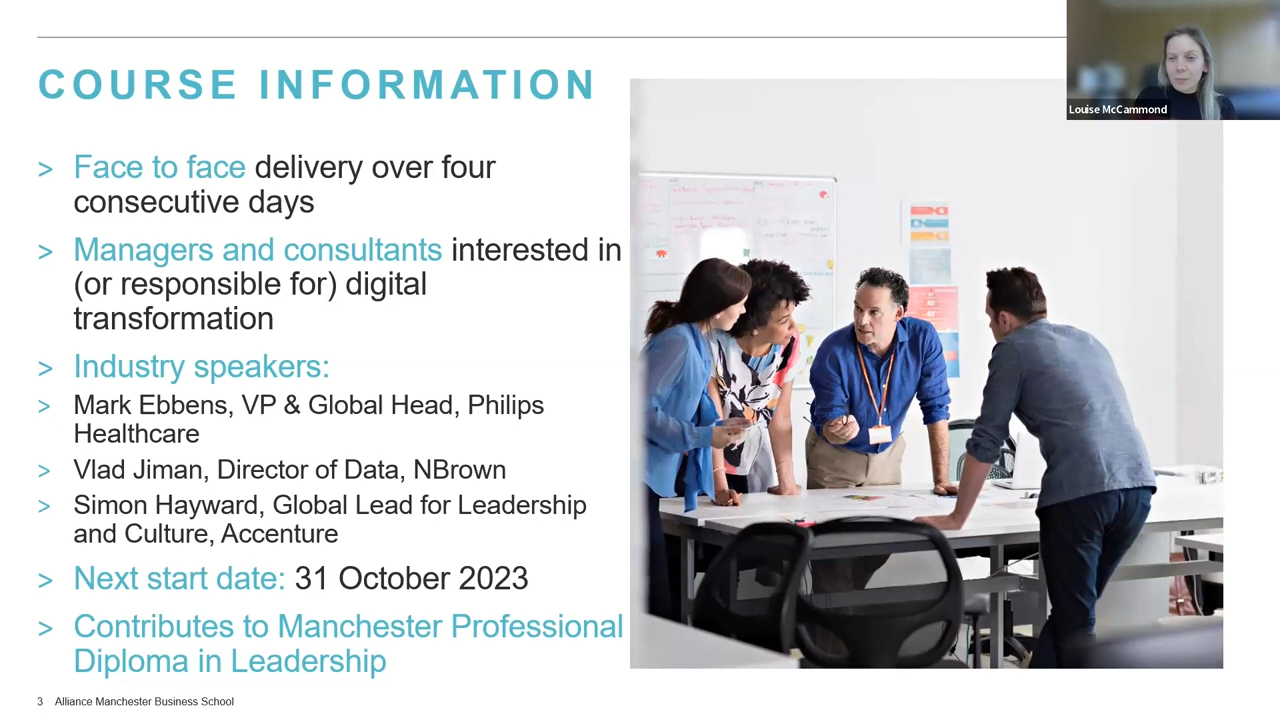 COURSE INFORMATION
Louise McCammond
> Face to face delivery over four
consecutive days
> Managers and consultants interested in
(or responsible for) digital
transformation
> Industry speakers:
> Mark Ebbens, VP & Global Head, Philips
Healthcare
> Vlad Jiman, Director of Data, NBrown
> Simon Hayward, Global Lead for Leadership
and Culture, Accenture
> Next start date: 31 October 2023
> Contributes to Manchester Professional
Diploma in Leadership
3 Alliance Manchester Business School